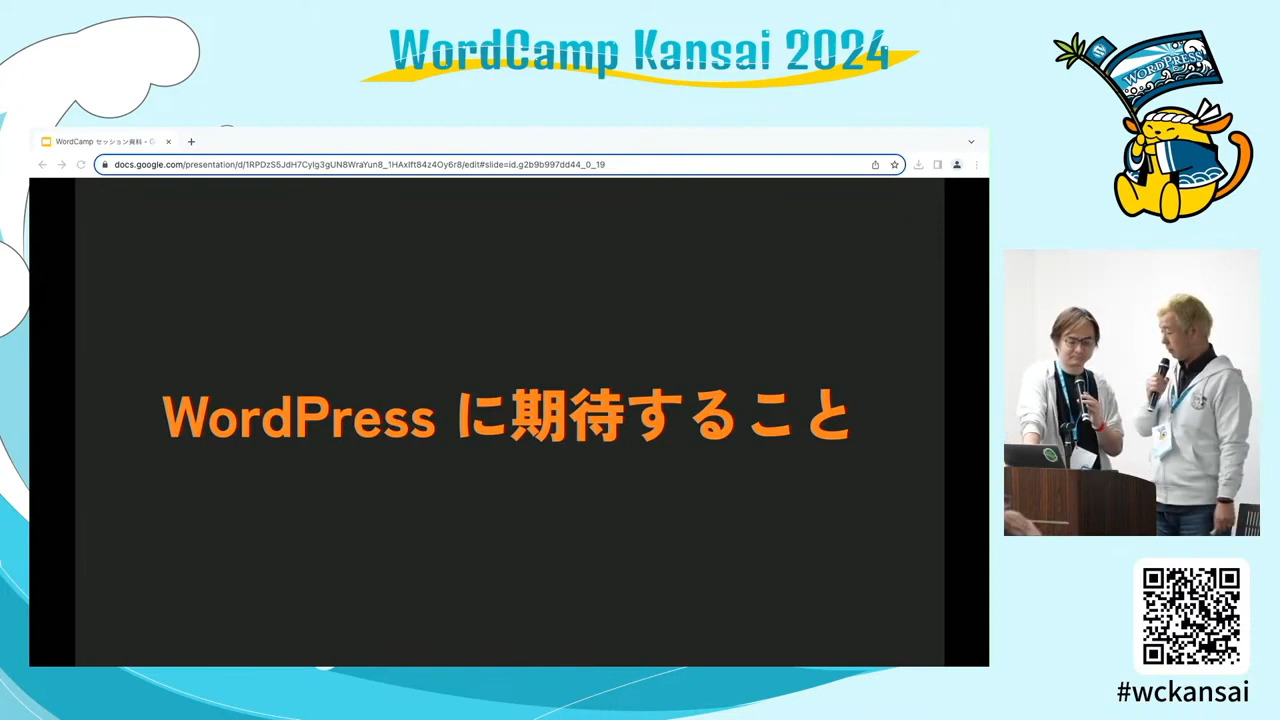 WordCamp Kansai 2024
WORDPRESS
WordCamp セッション資料 - G
docs.google.com/presentation/d/1RPDzS5JdH7Cylg3gUN8WraYun8_1HAxIft84z4Oy6r8/edit#slide=id.g2b9b997dd44_0_19
WordPress に期待すること
#wckansai